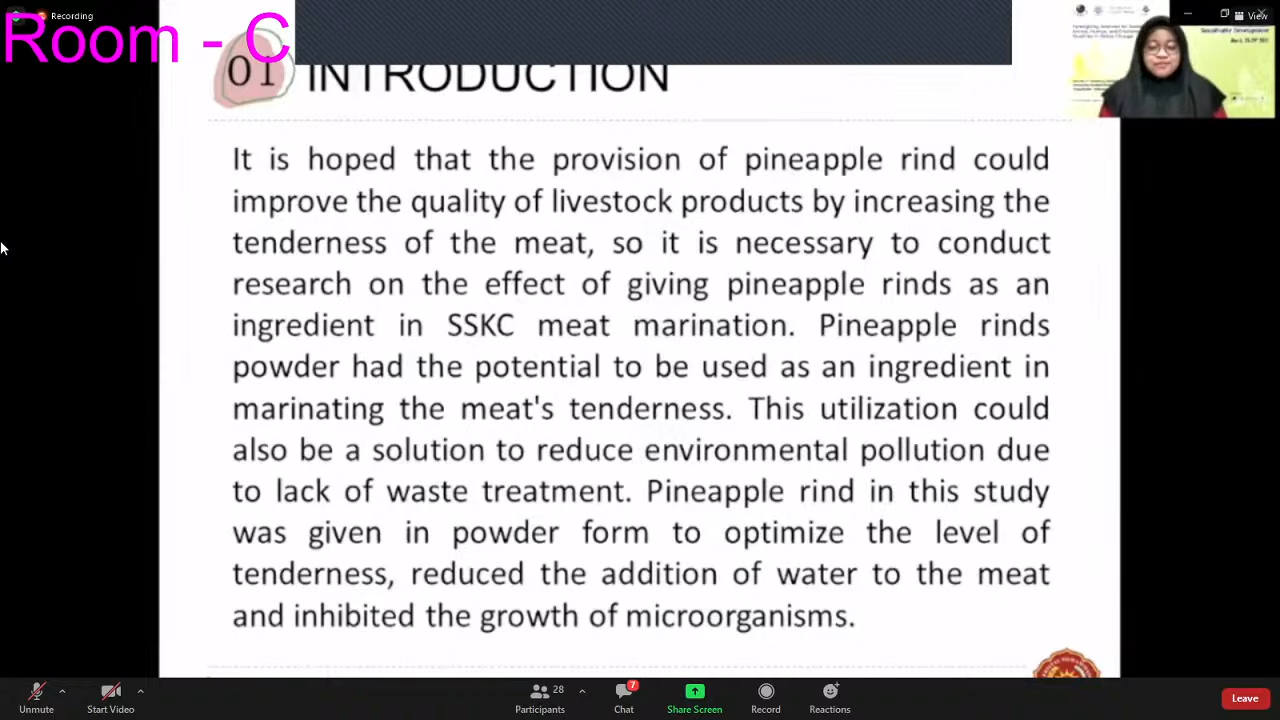 Recording
Room - C
View
01 INTRODUCTION
It is hoped that the provision of pineapple rind could
improve the quality of livestock products by increasing the
tenderness of the meat, so it is necessary to conduct
research on the effect of giving pineapple rinds as an
ingredient in SSKC meat marination. Pineapple rinds
powder had the potential to be used as an ingredient in
marinating the meat's tenderness. This utilization could
also be a solution to reduce environmental pollution due
to lack of waste treatment. Pineapple rind in this study
was given in powder form to optimize the level of
tenderness, reduced the addition of water to the meat
and inhibited the growth of microorganisms.
Unmute
Start Video
28
Participants
7
Chat
Share Screen
Record
Reactions
Leave